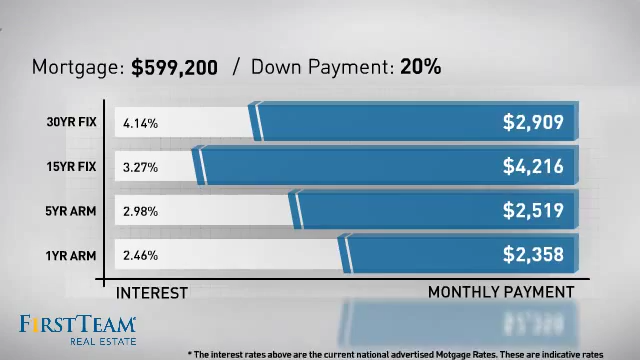 Mortgage: $599,200 / Down Payment: 20%
30YR FIX 4.14% $2,909
15YR FIX 3.27% $4,216
5YR ARM 2.98% $2,519
1YR ARM 2.46% $2,358
INTEREST MONTHLY PAYMENT
FIRSTTEAM®
REAL ESTATE
* The interest rates above are the current national advertised Motgage Rates. These are indicative rates